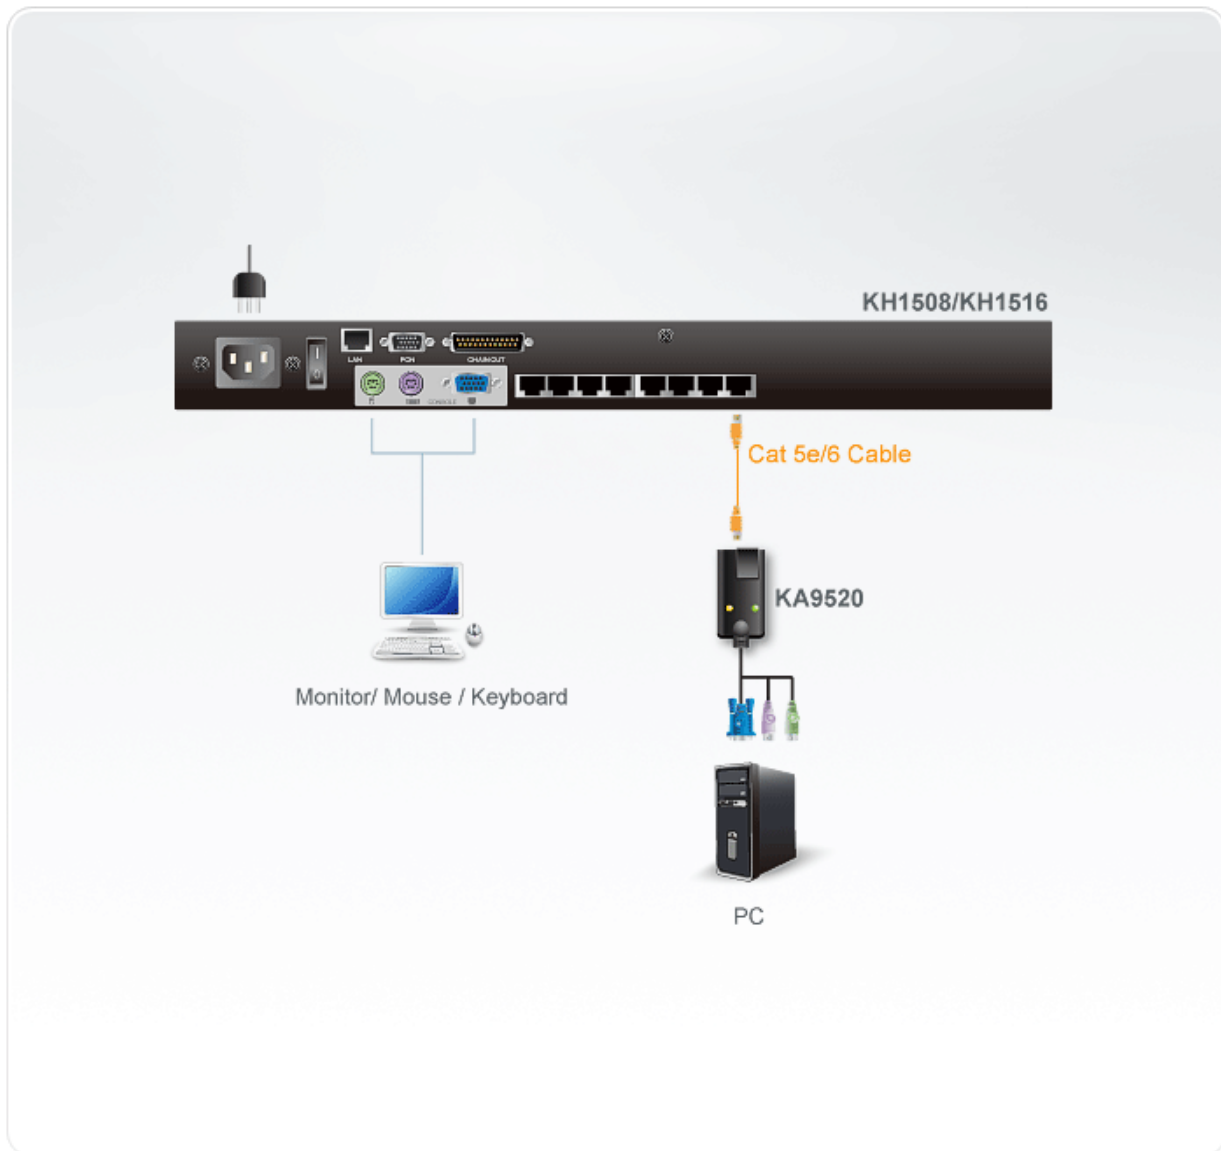 KH1508/KH1516
LAN
PON
CHAIN OUT
CONSOLE
Cat 5e/6 Cable
KA9520
Monitor/ Mouse / Keyboard
PC